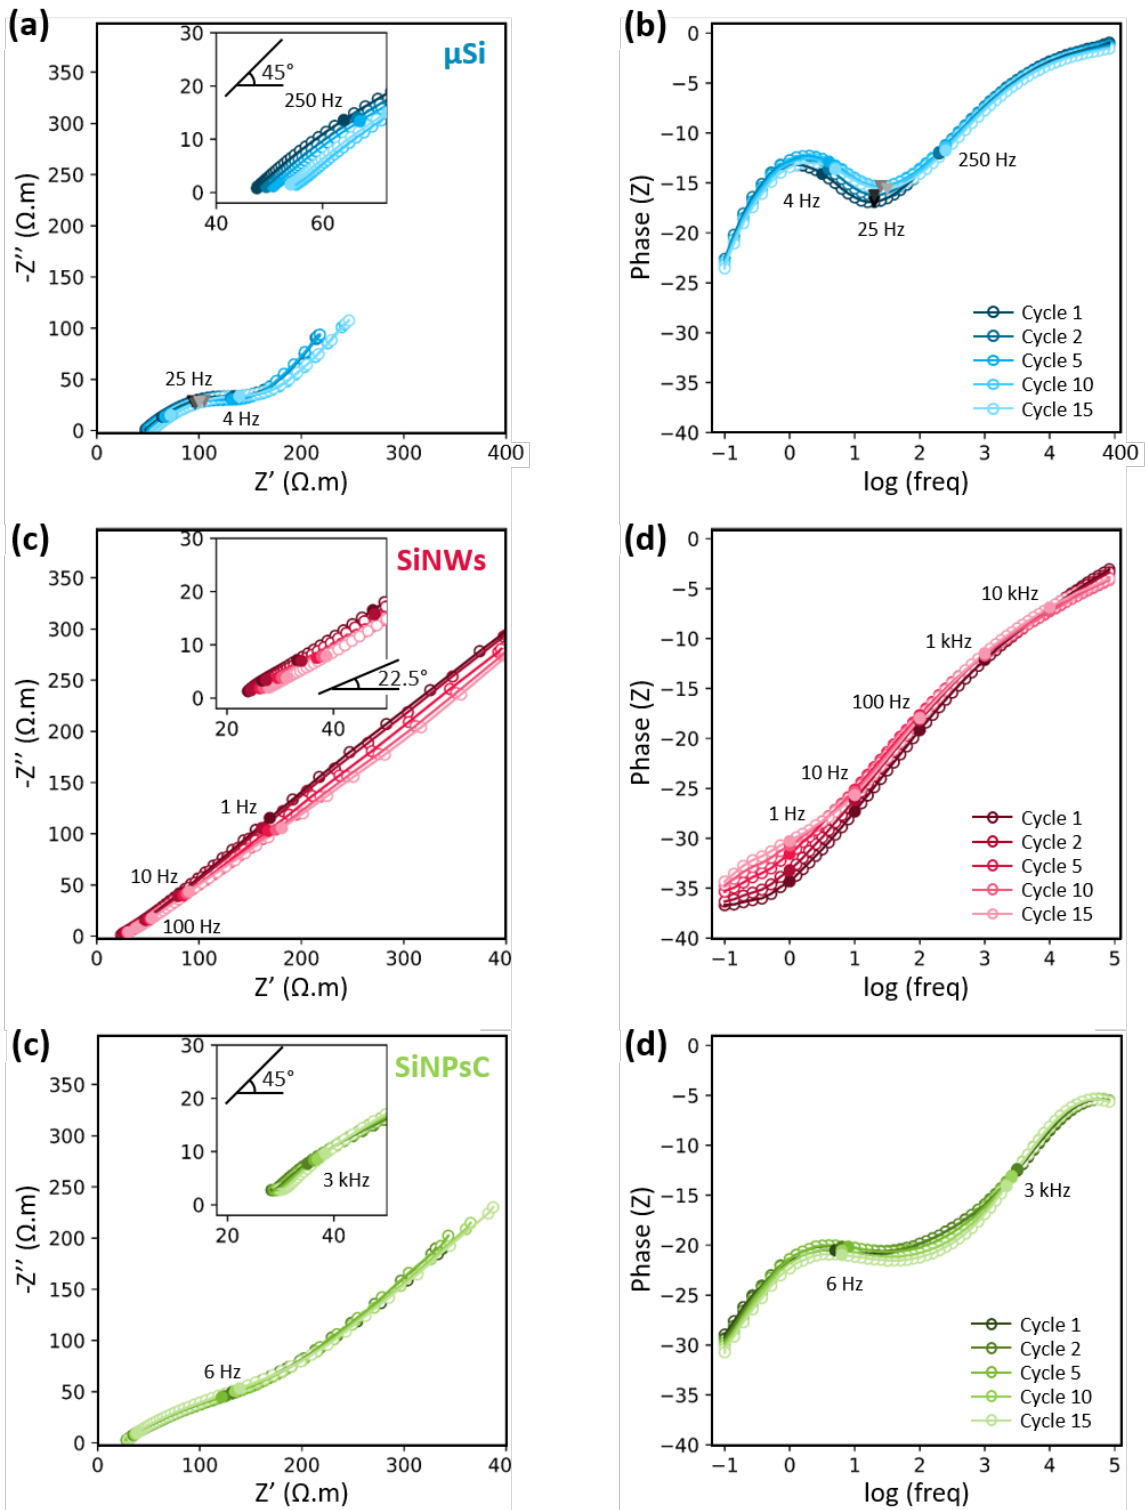 (a)
μSi
-Z’’ (Ω.m)
350
300
250
200
150
100
50
0
30
20
10
0
40
60
45°
250 Hz
25 Hz
4 Hz
0
100
200
300
400
Z’ (Ω.m)
(b)
Phase (Z)
0
−5
−10
−15
−20
−25
−30
−35
−40
250 Hz
4 Hz
25 Hz
Cycle 1
Cycle 2
Cycle 5
Cycle 10
Cycle 15
−1
0
1
2
3
4
400
log (freq)
(c)
SiNWs
-Z’’ (Ω.m)
350
300
250
200
150
100
50
0
30
20
10
0
20
40
22.5°
1 Hz
10 Hz
100 Hz
0
100
200
300
40
Z’ (Ω.m)
(d)
Phase (Z)
0
−5
−10
−15
−20
−25
−30
−35
−40
10 kHz
1 kHz
100 Hz
10 Hz
1 Hz
Cycle 1
Cycle 2
Cycle 5
Cycle 10
Cycle 15
−1
0
1
2
3
4
5
log (freq)
(c)
SiNPsC
-Z’’ (Ω.m)
350
300
250
200
150
100
50
0
30
20
10
0
20
40
45°
3 kHz
6 Hz
0
100
200
300
40
Z’ (Ω.m)
(d)
Phase (Z)
0
−5
−10
−15
−20
−25
−30
−35
−40
3 kHz
6 Hz
Cycle 1
Cycle 2
Cycle 5
Cycle 10
Cycle 15
−1
0
1
2
3
4
5
log (freq)